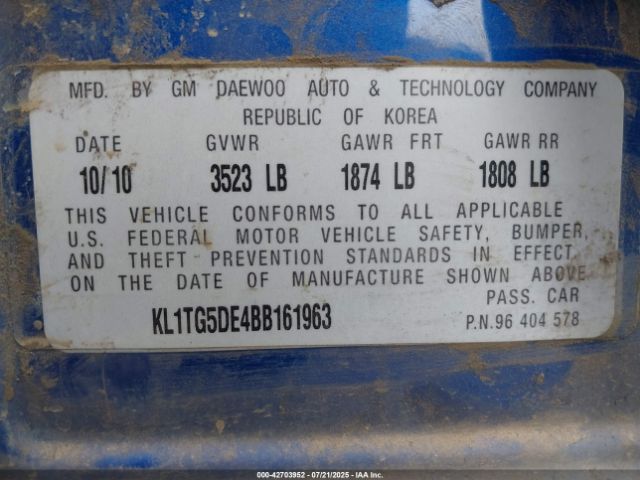 MFD. BY GM DAEWOO AUTO & TECHNOLOGY COMPANY
REPUBLIC OF KOREA
DATE GVWR GAWR FRT GAWR RR
10/10 3523 LB 1874 LB 1808 LB
THIS VEHICLE CONFORMS TO ALL APPLICABLE
U.S. FEDERAL MOTOR VEHICLE SAFETY, BUMPER,
AND THEFT PREVENTION STANDARDS IN EFFECT
ON THE DATE OF MANUFACTURE SHOWN ABOVE
PASS. CAR
KL1TG5DE4BB161963 P.N.96 404 578
000-42703952 - 07/21/2025 - IAA, Inc.